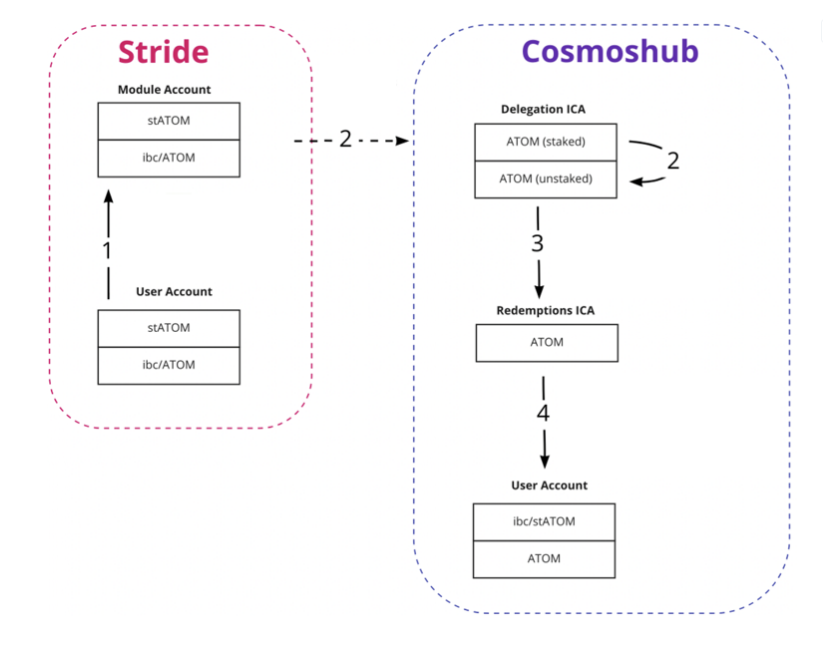 Stride
Module Account
stATOM
ibc/ATOM
1
User Account
stATOM
ibc/ATOM
2
Cosmoshub
Delegation ICA
ATOM (staked)
ATOM (unstaked)
2
3
Redemptions ICA
ATOM
4
User Account
ibc/stATOM
ATOM